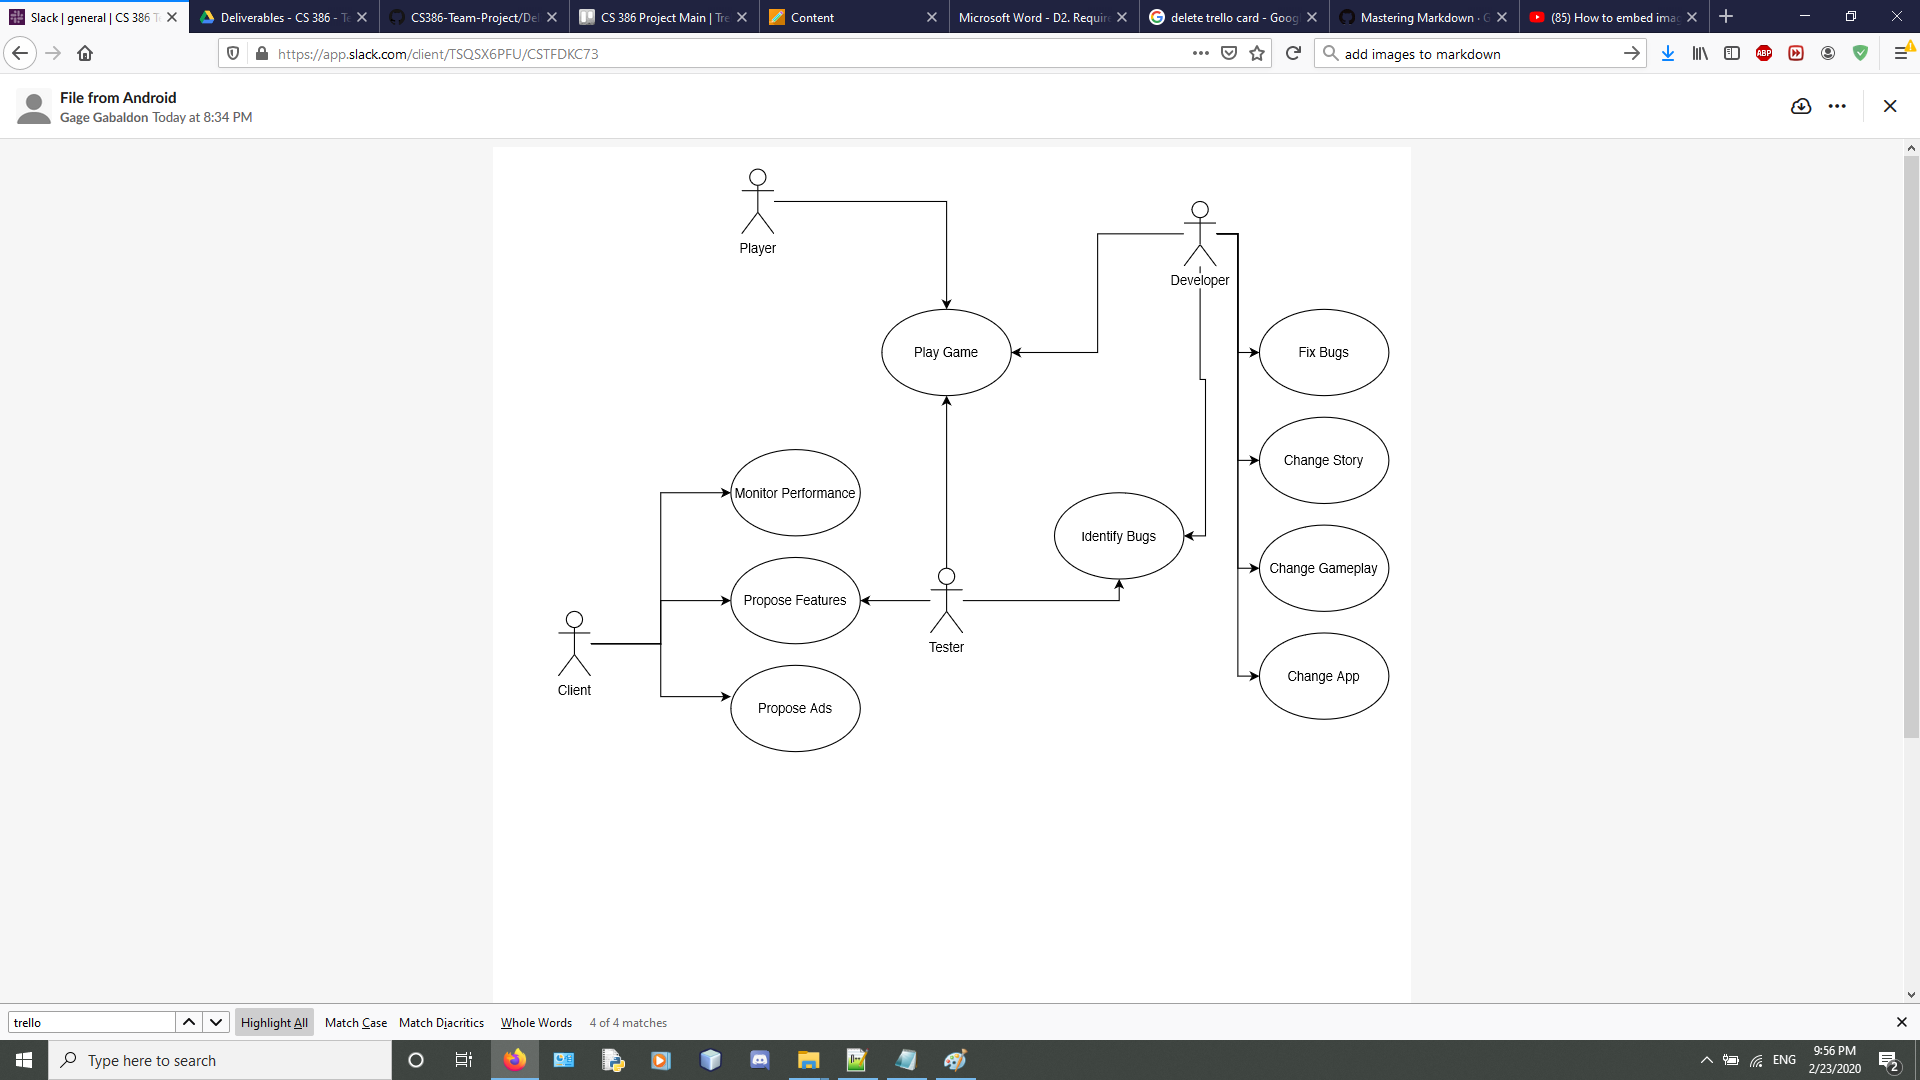 Slack | general | CS 386 T
Deliverables - CS 386 - Te
CS386-Team-Project/Del
CS 386 Project Main | Tre
Content
Microsoft Word - D2. Require
delete trello card - Goog
Mastering Markdown · G
(85) How to embed imag
https://app.slack.com/client/TSQSX6PFU/CSTFDKC73
add images to markdown
ABP
File from Android
Gage Gabaldon Today at 8:34 PM
Player
Developer
Play Game
Fix Bugs
Change Story
Monitor Performance
Identify Bugs
Change Gameplay
Propose Features
Tester
Client
Change App
Propose Ads
trello
Highlight All
Match Case
Match Diacritics
Whole Words
4 of 4 matches
Type here to search
ENG
9:56 PM
2/23/2020
2